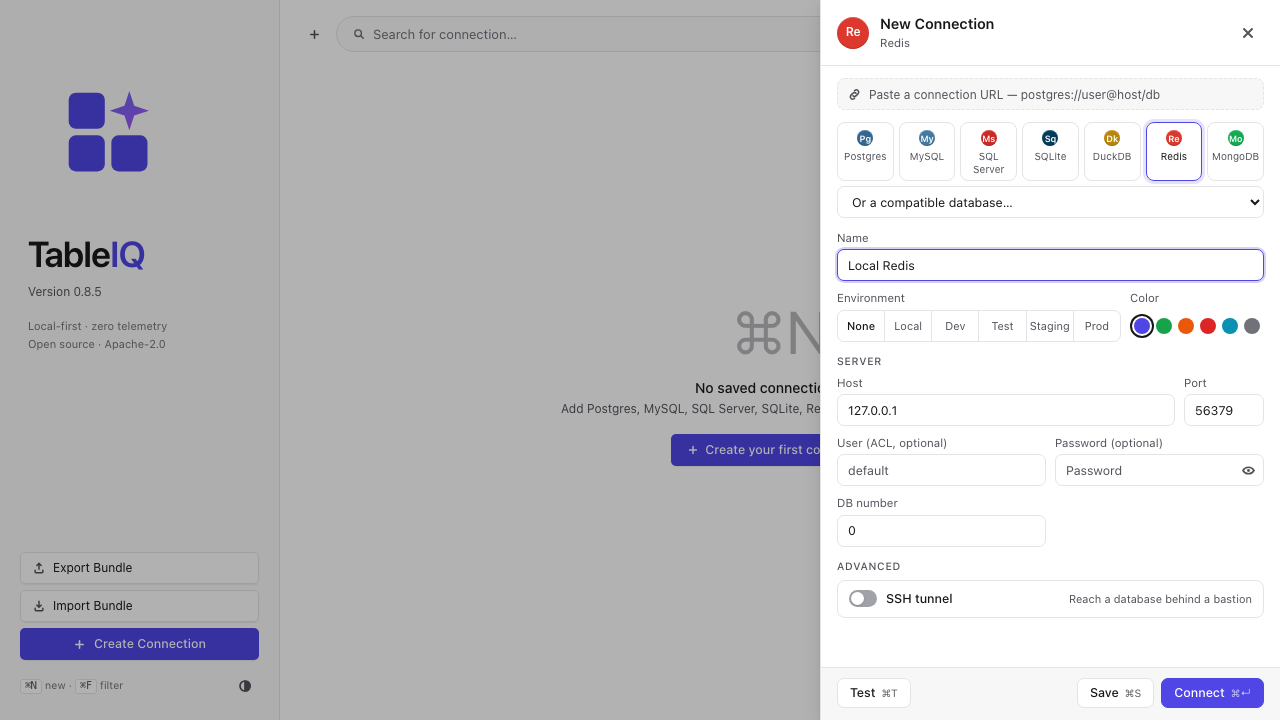 TableIQ
Version 0.8.5
Local-first · zero telemetry
Open source · Apache-2.0
Export Bundle
Import Bundle
+ Create Connection
⌘N new · ⌘F filter
+
Search for connection...
⌘N
No saved connectio
Add Postgres, MySQL, SQL Server, SQLite, Re
+ Create your first co
Re
New Connection
Redis
Paste a connection URL — postgres://user@host/db
Pg Postgres
My MySQL
Ms SQL Server
Sq SQLite
Dk DuckDB
Re Redis
Mo MongoDB
Or a compatible database...
Name
Local Redis
Environment
None Local Dev Test Staging Prod
Color
SERVER
Host
127.0.0.1
Port
56379
User (ACL, optional)
default
Password (optional)
Password
DB number
0
ADVANCED
SSH tunnel
Reach a database behind a bastion
Test ⌘T
Save ⌘S
Connect ⌘↵